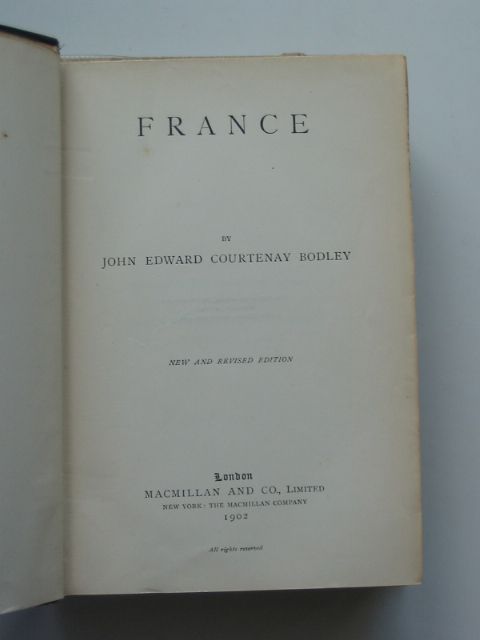 FRANCE
BY
JOHN EDWARD COURTENAY BODLEY
NEW AND REVISED EDITION
London
MACMILLAN AND CO., LIMITED
NEW YORK: THE MACMILLAN COMPANY
1902
All rights reserved